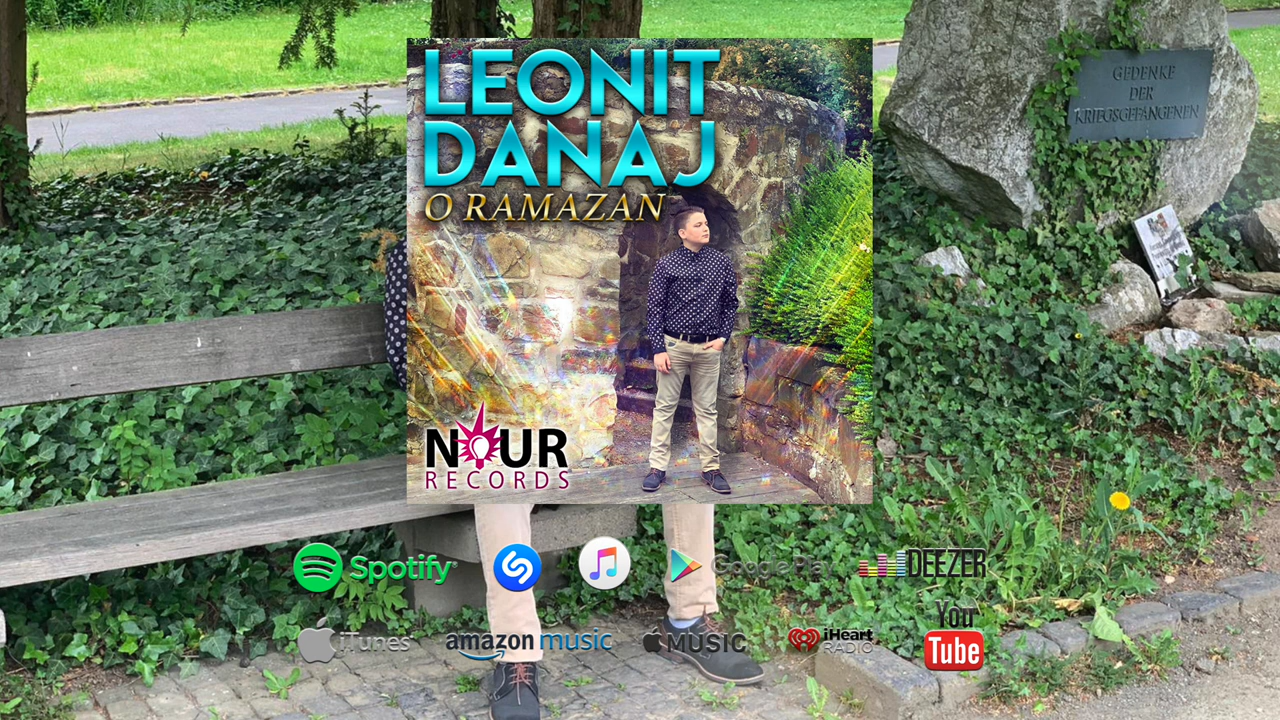 LEONIT
DANAJ
O RAMAZAN
NOUR
RECORDS
GEDENKE
DER
KRIEGSGEFANGENEN
Spotify
Google Play
DEEZER
iTunes
amazon music
MUSIC
iHeart
RADIO
You
Tube